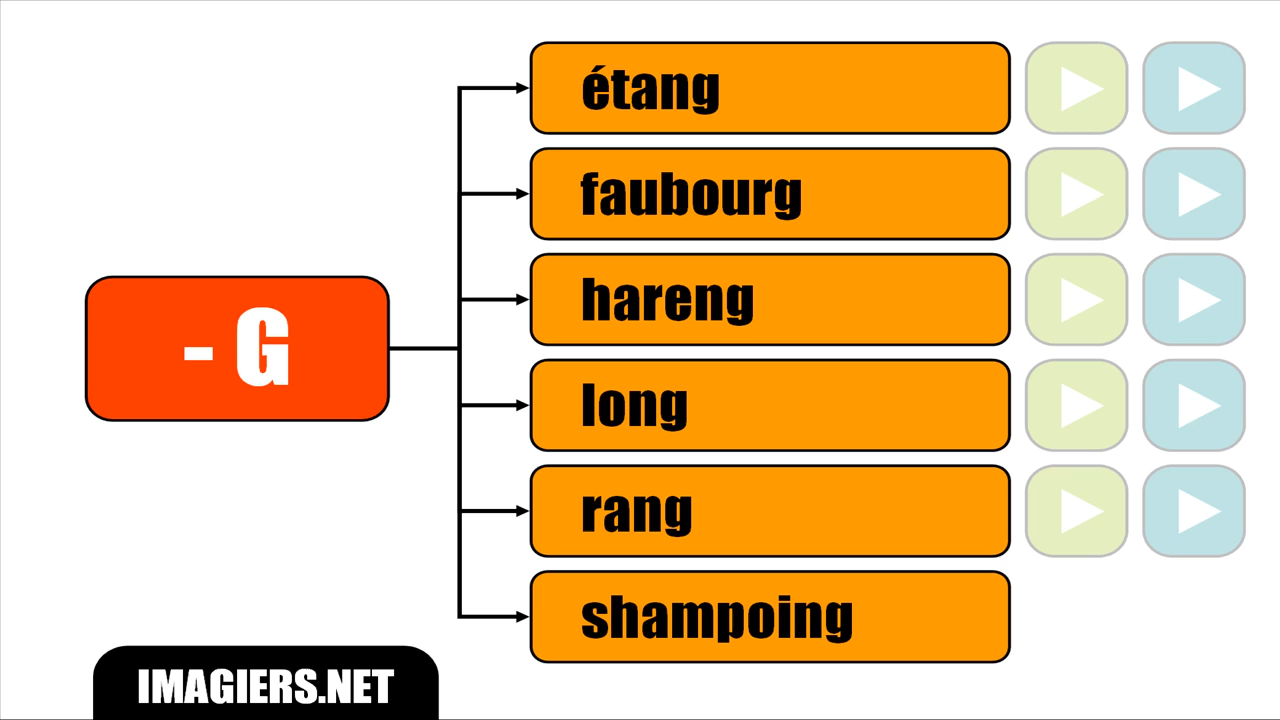 étang
faubourg
hareng
- G
long
rang
shampoing
IMAGIERS.NET